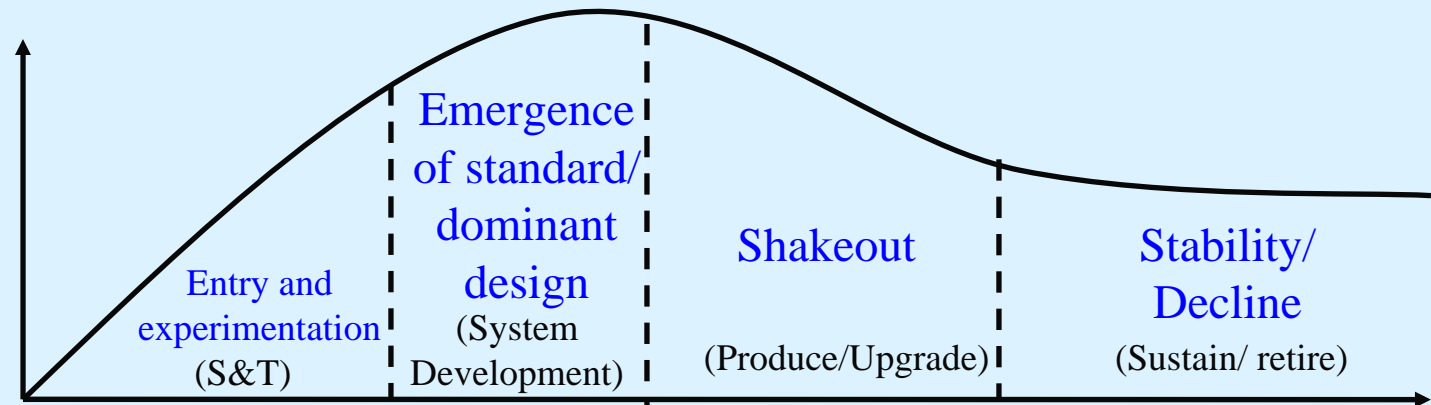 Entry and
experimentation
(S&T)
Emergence
of standard/
dominant
design
(System
Development)
Shakeout
(Produce/Upgrade)
Stability/
Decline
(Sustain/ retire)